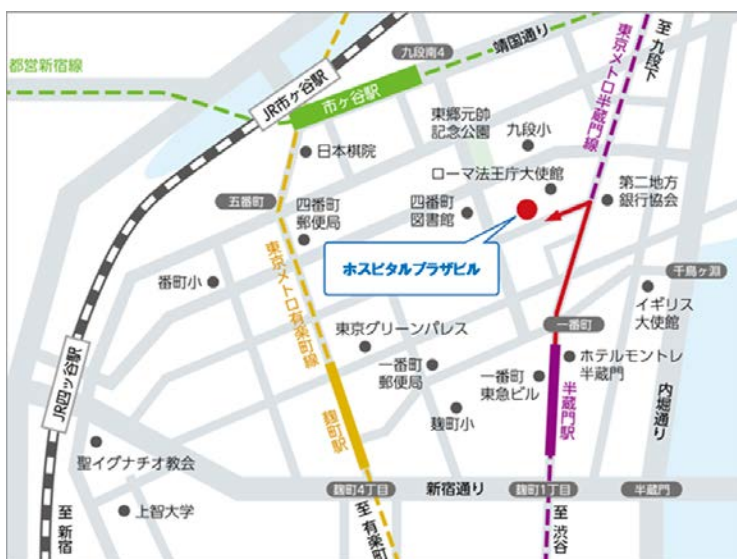 都営新宿線
JR市ヶ谷駅
市ヶ谷駅
九段南4
靖国通り
東京メトロ半蔵門線
至 九段下
日本棋院
東郷元帥
記念公園
九段小
ローマ法王庁大使館
第二地方
銀行協会
五番町
四番町
郵便局
四番町
図書館
ホスピタルプラザビル
番町小
東京メトロ有楽町線
千鳥ヶ淵
イギリス
大使館
一番町
東京グリーンパレス
一番町
郵便局
一番町
東急ビル
ホテルモントレ
半蔵門
JR四ツ谷駅
麹町駅
麹町小
半蔵門駅
内堀通り
聖イグナチオ教会
上智大学
至 新宿
麹町4丁目
新宿通り
麹町1丁目
半蔵門
至 有楽町
至 渋谷